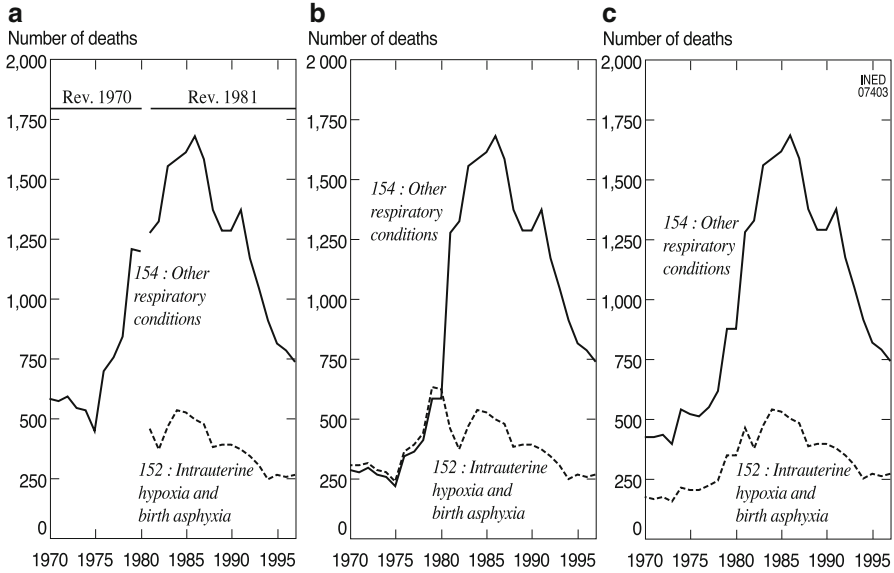 a
Number of deaths
2,000
1,750
1,500
1,250
1,000
750
500
250
0
Rev. 1970
Rev. 1981
154 : Other
respiratory
conditions
152 : Intrauterine
hypoxia and
birth asphyxia
1970 1975 1980 1985 1990 1995
b
Number of deaths
2 000
1,750
1,500
1,250
1,000
750
500
250
0
154 : Other
respiratory
conditions
152 : Intrauterine
hypoxia and
birth asphyxia
1970 1975 1980 1985 1990 1995
c
Number of deaths
2 000
1,750
1,500
1,250
1,000
750
500
250
0
INED
07403
154 : Other
respiratory
conditions
152 : Intrauterine
hypoxia and
birth asphyxia
1970 1975 1980 1985 1990 1995